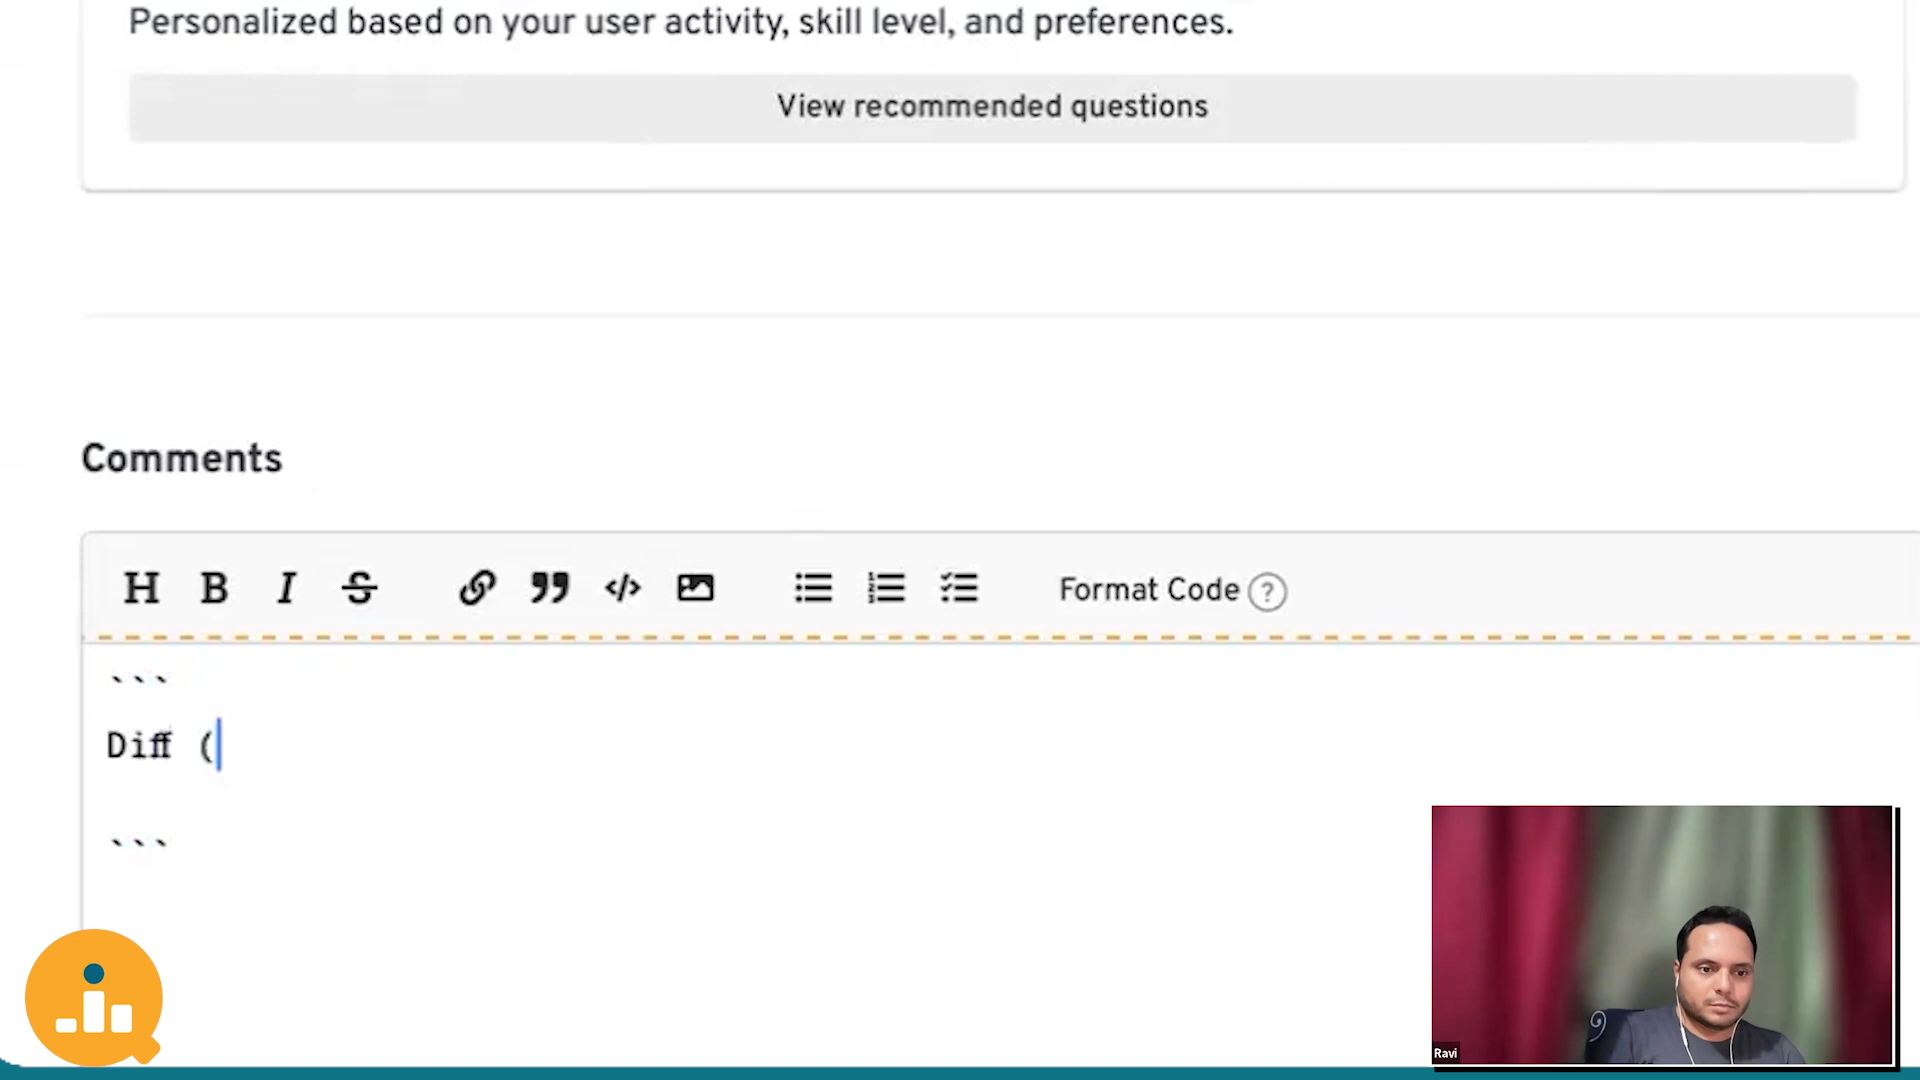 Personalized based on your user activity, skill level, and preferences.
View recommended questions
Comments
H B I S Format Code ?
```
Diff (
```
Ravi